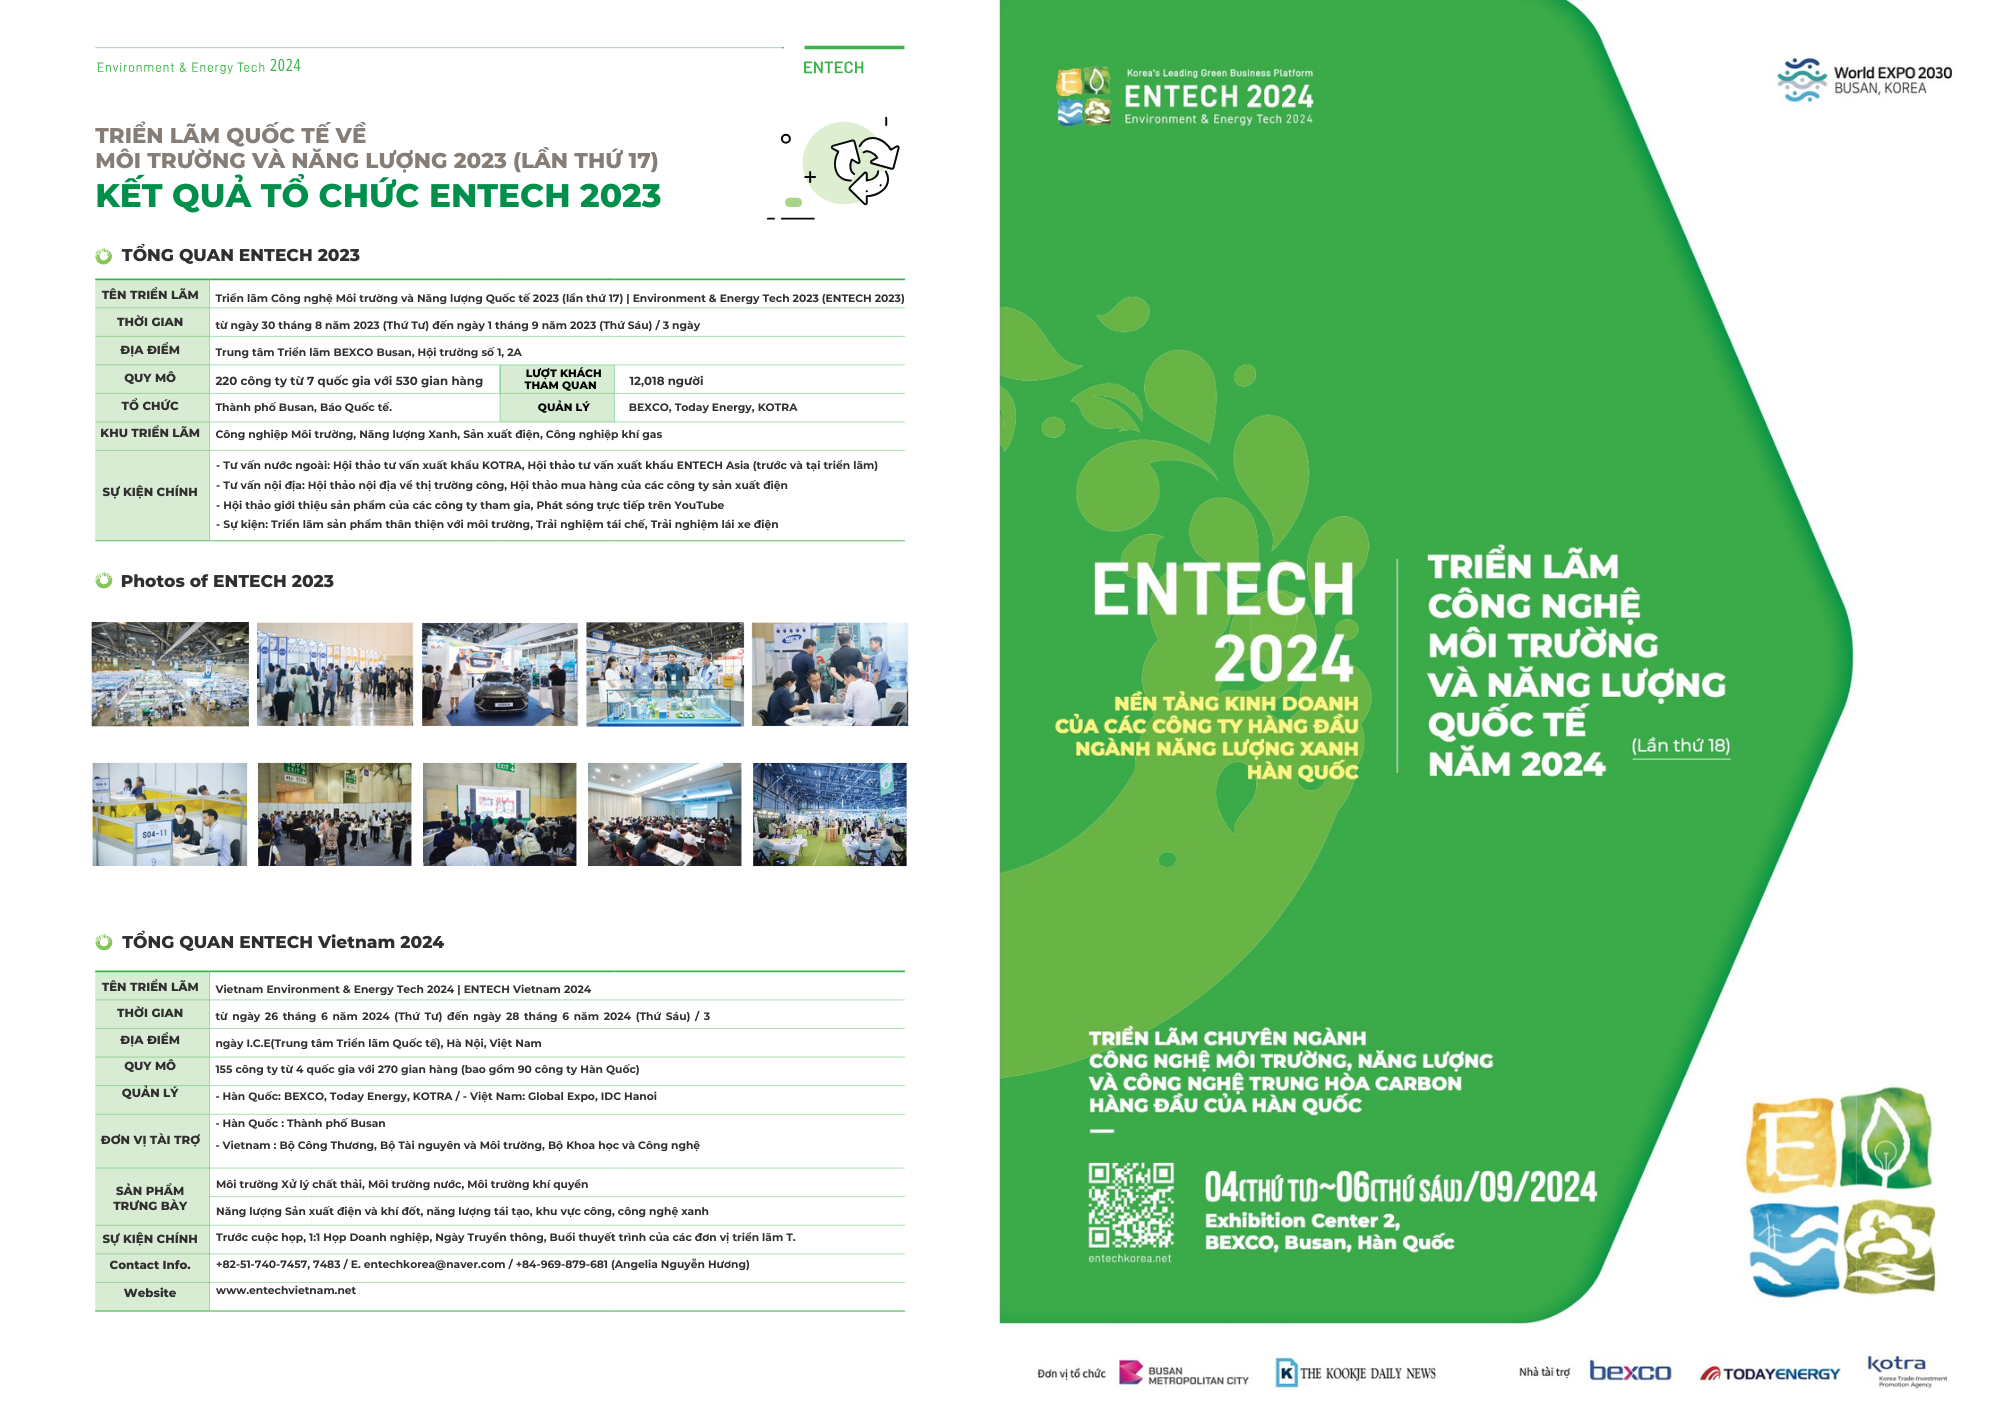 Environment & Energy Tech 2024
ENTECH
TRIỂN LÃM QUỐC TẾ VỀ
MÔI TRƯỜNG VÀ NĂNG LƯỢNG 2023 (LẦN THỨ 17)
KẾT QUẢ TỔ CHỨC ENTECH 2023
TỔNG QUAN ENTECH 2023
TÊN TRIỂN LÃM Triển lãm Công nghệ Môi trường và Năng lượng Quốc tế 2023 (lần thứ 17) | Environment & Energy Tech 2023 (ENTECH 2023)
THỜI GIAN từ ngày 30 tháng 8 năm 2023 (Thứ Tư) đến ngày 1 tháng 9 năm 2023 (Thứ Sáu) / 3 ngày
ĐỊA ĐIỂM Trung tâm Triển lãm BEXCO Busan, Hội trường số 1, 2A
QUY MÔ 220 công ty từ 7 quốc gia với 530 gian hàng LƯỢT KHÁCH THAM QUAN 12,018 người
TỔ CHỨC Thành phố Busan, Báo Quốc tế. QUẢN LÝ BEXCO, Today Energy, KOTRA
KHU TRIỂN LÃM Công nghiệp Môi trường, Năng lượng Xanh, Sản xuất điện, Công nghiệp khí gas
SỰ KIỆN CHÍNH
- Tư vấn nước ngoài: Hội thảo tư vấn xuất khẩu KOTRA, Hội thảo tư vấn xuất khẩu ENTECH Asia (trước và tại triển lãm)
- Tư vấn nội địa: Hội thảo nội địa về thị trường công, Hội thảo mua hàng của các công ty sản xuất điện
- Hội thảo giới thiệu sản phẩm của các công ty tham gia, Phát sóng trực tiếp trên YouTube
- Sự kiện: Triển lãm sản phẩm thân thiện với môi trường, Trải nghiệm tái chế, Trải nghiệm lái xe điện
Photos of ENTECH 2023
S04-11
9
EXIT
EXIT
TỔNG QUAN ENTECH Vietnam 2024
TÊN TRIỂN LÃM Vietnam Environment & Energy Tech 2024 | ENTECH Vietnam 2024
THỜI GIAN từ ngày 26 tháng 6 năm 2024 (Thứ Tư) đến ngày 28 tháng 6 năm 2024 (Thứ Sáu) / 3
ĐỊA ĐIỂM ngày I.C.E(Trung tâm Triển lãm Quốc tế), Hà Nội, Việt Nam
QUY MÔ 155 công ty từ 4 quốc gia với 270 gian hàng (bao gồm 90 công ty Hàn Quốc)
QUẢN LÝ - Hàn Quốc: BEXCO, Today Energy, KOTRA / - Việt Nam: Global Expo, IDC Hanoi
ĐƠN VỊ TÀI TRỢ
- Hàn Quốc : Thành phố Busan
- Vietnam : Bộ Công Thương, Bộ Tài nguyên và Môi trường, Bộ Khoa học và Công nghệ
SẢN PHẨM
TRƯNG BÀY
Môi trường Xử lý chất thải, Môi trường nước, Môi trường khí quyển
Năng lượng Sản xuất điện và khí đốt, năng lượng tái tạo, khu vực công, công nghệ xanh
SỰ KIỆN CHÍNH Trước cuộc họp, 1:1 Họp Doanh nghiệp, Ngày Truyền thông, Buổi thuyết trình của các đơn vị triển lãm T.
Contact Info. +82-51-740-7457, 7483 / E. entechkorea@naver.com / +84-969-879-681 (Angelia Nguyễn Hương)
Website www.entechvietnam.net
Korea's Leading Green Business Platform
ENTECH 2024
Environment & Energy Tech 2024
World EXPO 2030
BUSAN, KOREA
ENTECH
2024
NỀN TẢNG KINH DOANH
CỦA CÁC CÔNG TY HÀNG ĐẦU
NGÀNH NĂNG LƯỢNG XANH
HÀN QUỐC
TRIỂN LÃM
CÔNG NGHỆ
MÔI TRƯỜNG
VÀ NĂNG LƯỢNG
QUỐC TẾ
NĂM 2024 (Lần thứ 18)
TRIỂN LÃM CHUYÊN NGÀNH
CÔNG NGHỆ MÔI TRƯỜNG, NĂNG LƯỢNG
VÀ CÔNG NGHỆ TRUNG HÒA CARBON
HÀNG ĐẦU CỦA HÀN QUỐC
04(THỨ TƯ)~06(THỨ SÁU)/09/2024
Exhibition Center 2,
BEXCO, Busan, Hàn Quốc
entechkorea.net
E
Đơn vị tổ chức
BUSAN
METROPOLITAN CITY
K THE KOOKJE DAILY NEWS
Nhà tài trợ
bexco
TODAYENERGY
kotra
Korea Trade-Investment
Promotion Agency